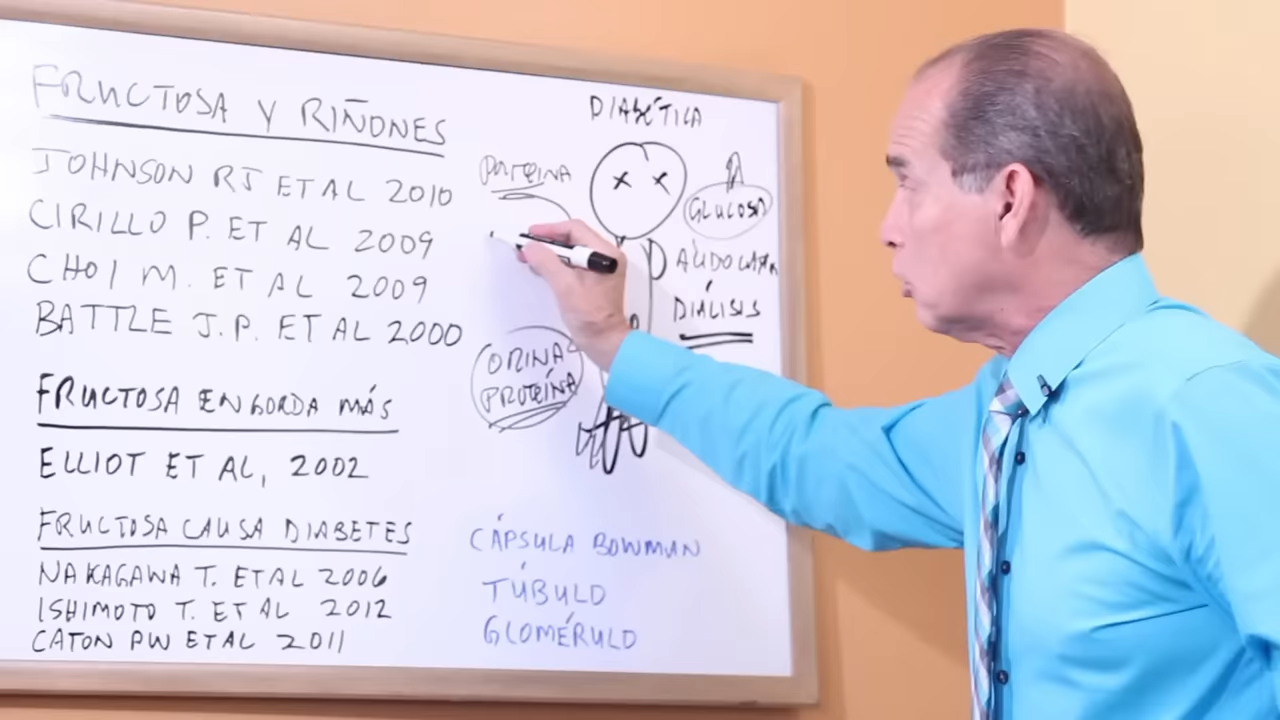 FRUCTOSA Y RIÑONES
JOHNSON RJ ET AL 2010
CIRILLO P. ET AL 2009
CHOI M. ET AL 2009
BATTLE J.P. ET AL 2000
FRUCTOSA ENGORDA MÁS
ELLIOT ET AL, 2002
FRUCTOSA CAUSA DIABETES
NAKAGAWA T. ET AL 2006
ISHIMOTO T. ET AL 2012
CATON PW ET AL 2011
DIABÉTICA
PROTEINA
GLUCOSA
DIÁLISIS
ORINA
PROTEÍNA
CÁPSULA BOWMAN
TÚBULO
GLOMÉRULO